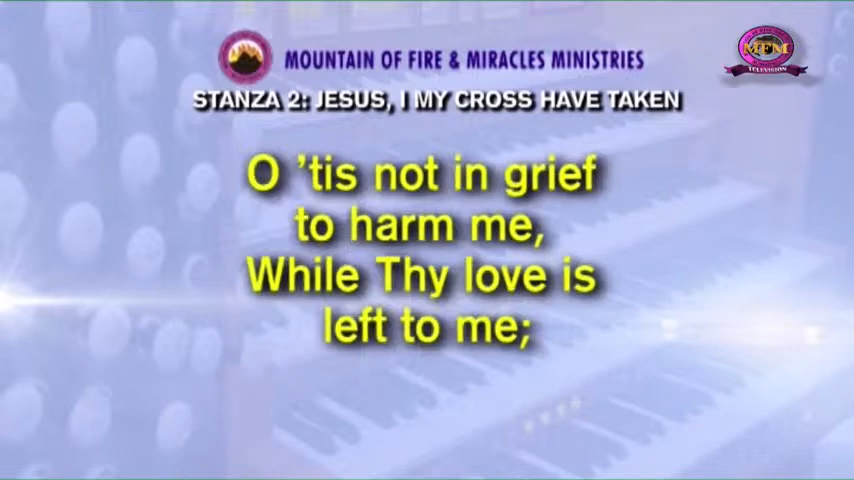 MOUNTAIN OF FIRE & MIRACLES MINISTRIES
MFM
TELEVISION
STANZA 2: JESUS, I MY CROSS HAVE TAKEN
O 'tis not in grief
to harm me,
While Thy love is
left to me;